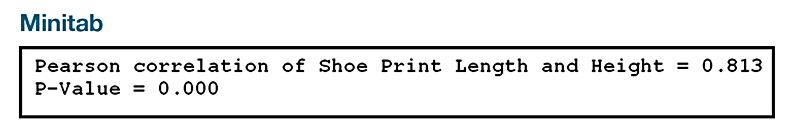 Minitab
Pearson correlation of Shoe Print Length and Height = 0.813
P-Value = 0.000